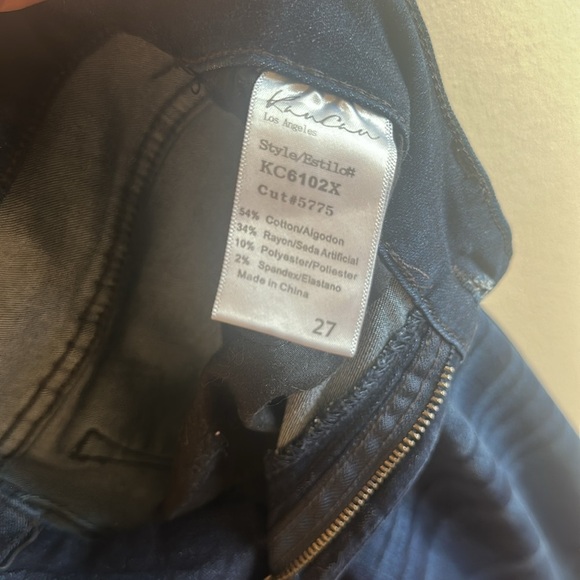 KanCan
Los Angeles
Style/Estilo#
KC6102X
Cut#5775
54% Cotton/Algodon
34% Rayon/Seda Artificial
10% Polyester/Poliester
2% Spandex/Elastano
Made in China
27